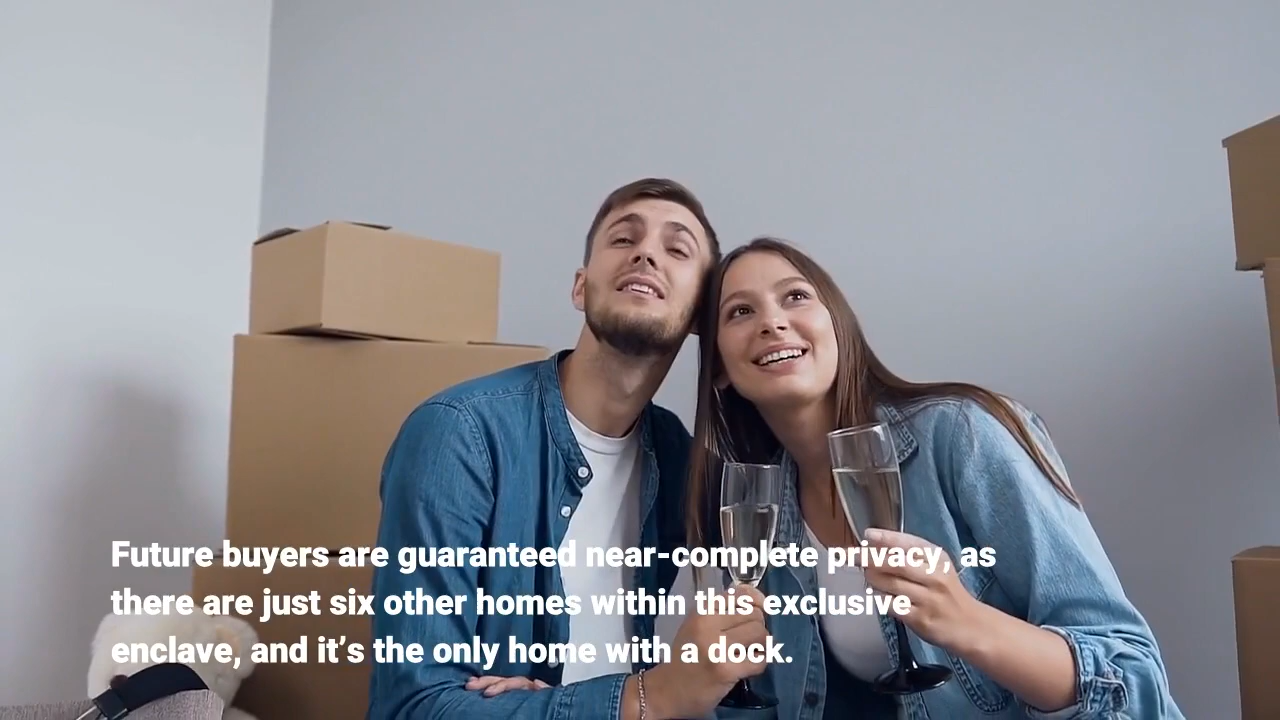 Future buyers are guaranteed near-complete privacy, as
there are just six other homes within this exclusive
enclave, and it’s the only home with a dock.